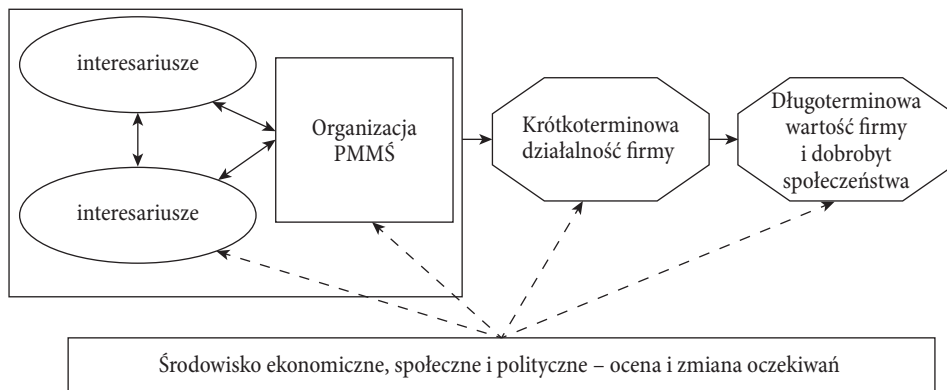 interesariusze
interesariusze
Organizacja
PMMŚ
Krótkoterminowa
działalność firmy
Długoterminowa
wartość firmy
i dobrobyt
społeczeństwa
Środowisko ekonomiczne, społeczne i polityczne – ocena i zmiana oczekiwań